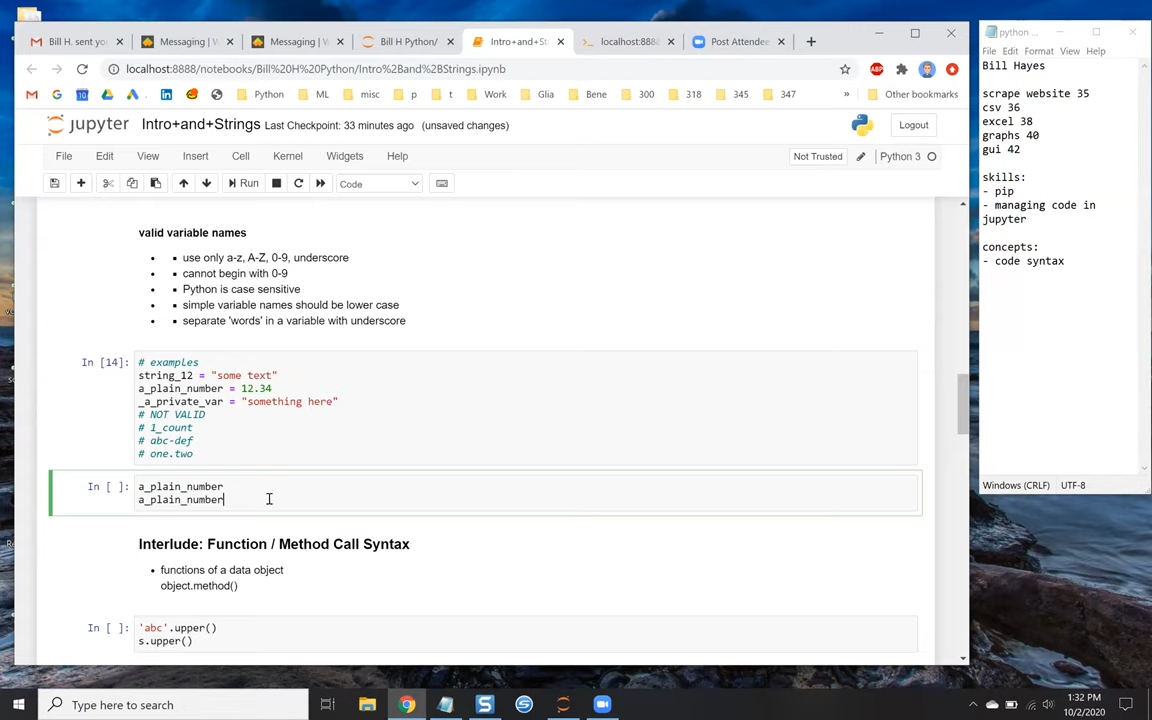 Bill H. sent you
Messaging | W
Messaging | W
Bill H Python/
Intro+and+St
localhost:8888
Post Attendee
localhost:8888/notebooks/Bill%20H%20Python/Intro%2Band%2BStrings.ipynb
ABP
Python
ML
misc
p
t
Work
Glia
Bene
300
318
345
347
»
Other bookmarks
jupyter
Intro+and+Strings Last Checkpoint: 33 minutes ago (unsaved changes)
Logout
File Edit View Insert Cell Kernel Widgets Help
Not Trusted
Python 3
Run
Code
valid variable names
use only a-z, A-Z, 0-9, underscore
cannot begin with 0-9
Python is case sensitive
simple variable names should be lower case
separate 'words' in a variable with underscore
In [14]:
# examples
string_12 = "some text"
a_plain_number = 12.34
_a_private_var = "something here"
# NOT VALID
# 1_count
# abc-def
# one.two
In [ ]:
a_plain_number
a_plain_number
Interlude: Function / Method Call Syntax
functions of a data object
object.method()
In [ ]:
'abc'.upper()
s.upper()
python ...
File Edit Format View Help
Bill Hayes
scrape website 35
csv 36
excel 38
graphs 40
gui 42
skills:
- pip
- managing code in
jupyter
concepts:
- code syntax
Windows (CRLF)
UTF-8
Type here to search
1:32 PM
10/2/2020